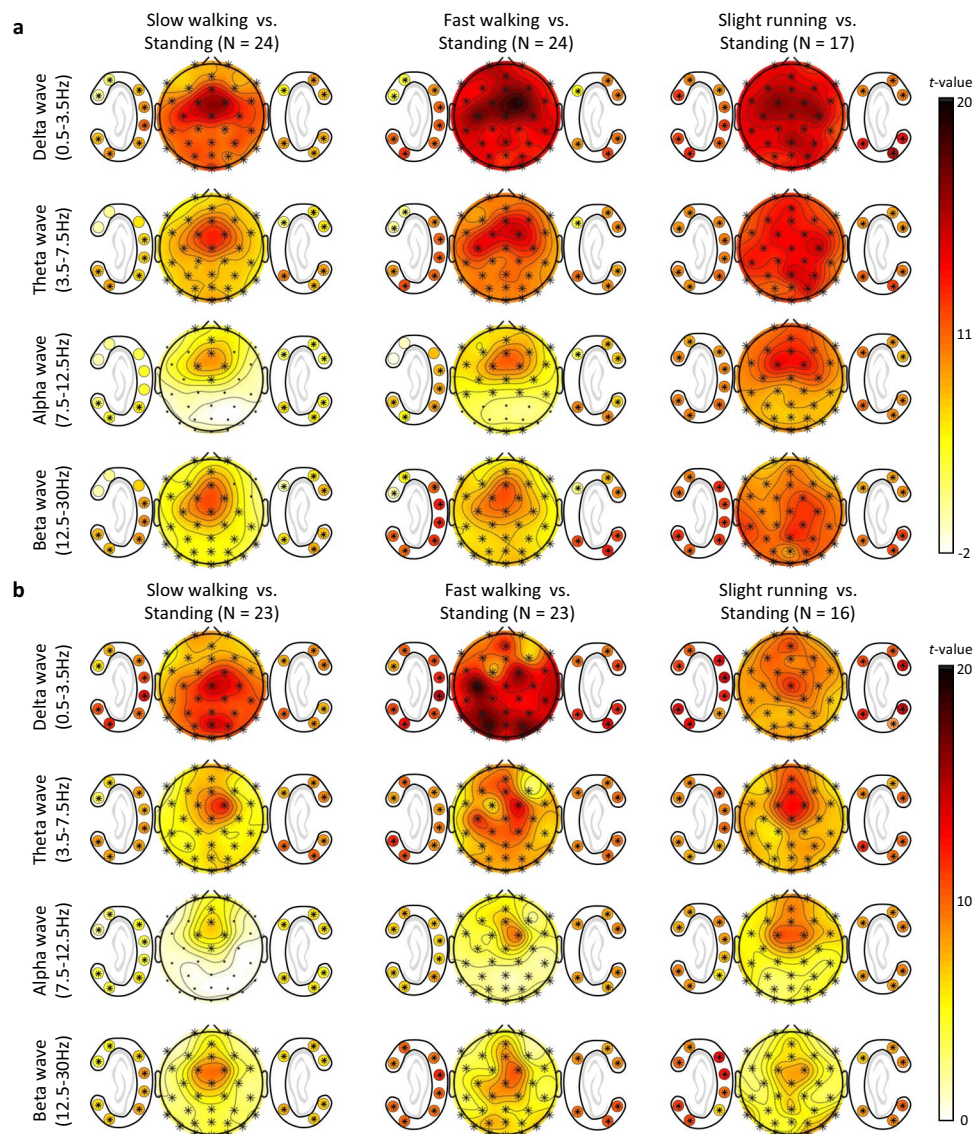 a
Slow walking vs.
Standing (N = 24)
Fast walking vs.
Standing (N = 24)
Slight running vs.
Standing (N = 17)
t-value
20
11
-2
Delta wave
(0.5-3.5Hz)
Theta wave
(3.5-7.5Hz)
Alpha wave
(7.5-12.5Hz)
Beta wave
(12.5-30Hz)
b
Slow walking vs.
Standing (N = 23)
Fast walking vs.
Standing (N = 23)
Slight running vs.
Standing (N = 16)
t-value
20
10
0
Delta wave
(0.5-3.5Hz)
Theta wave
(3.5-7.5Hz)
Alpha wave
(7.5-12.5Hz)
Beta wave
(12.5-30Hz)